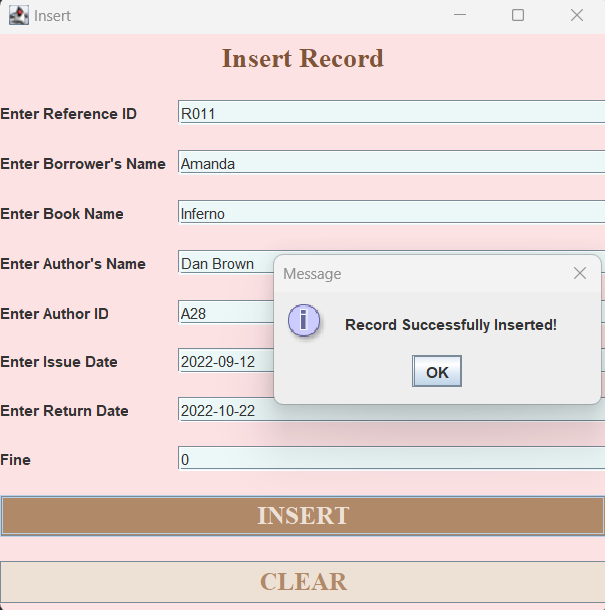 Insert
Insert Record
Enter Reference ID R011
Enter Borrower's Name Amanda
Enter Book Name Inferno
Enter Author's Name Dan Brown
Message
Enter Author ID A28
Record Successfully Inserted!
Enter Issue Date 2022-09-12
OK
Enter Return Date 2022-10-22
Fine 0
INSERT
CLEAR